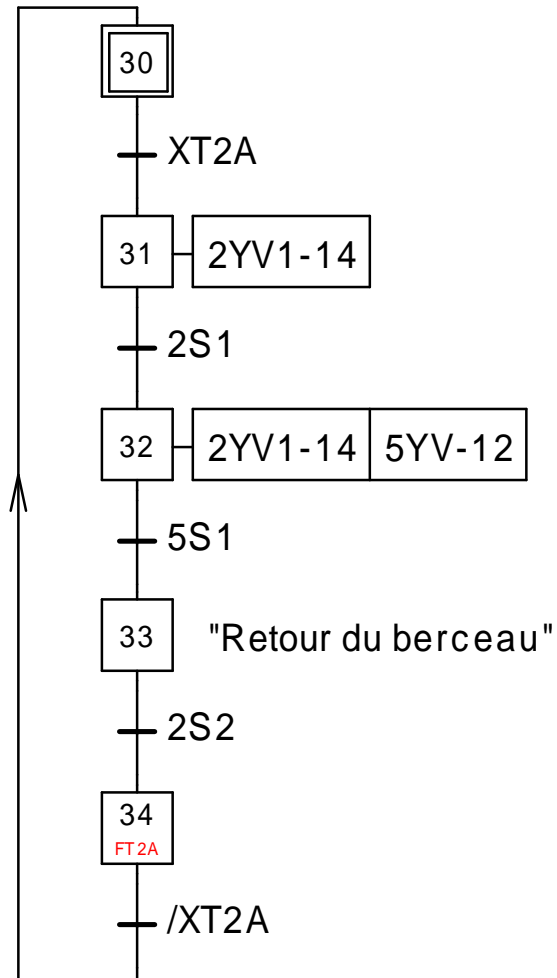 30
XT2A
31 2YV1-14
2S1
32 2YV1-14 5YV-12
5S1
33 "Retour du berceau"
2S2
34
FT2A
/XT2A